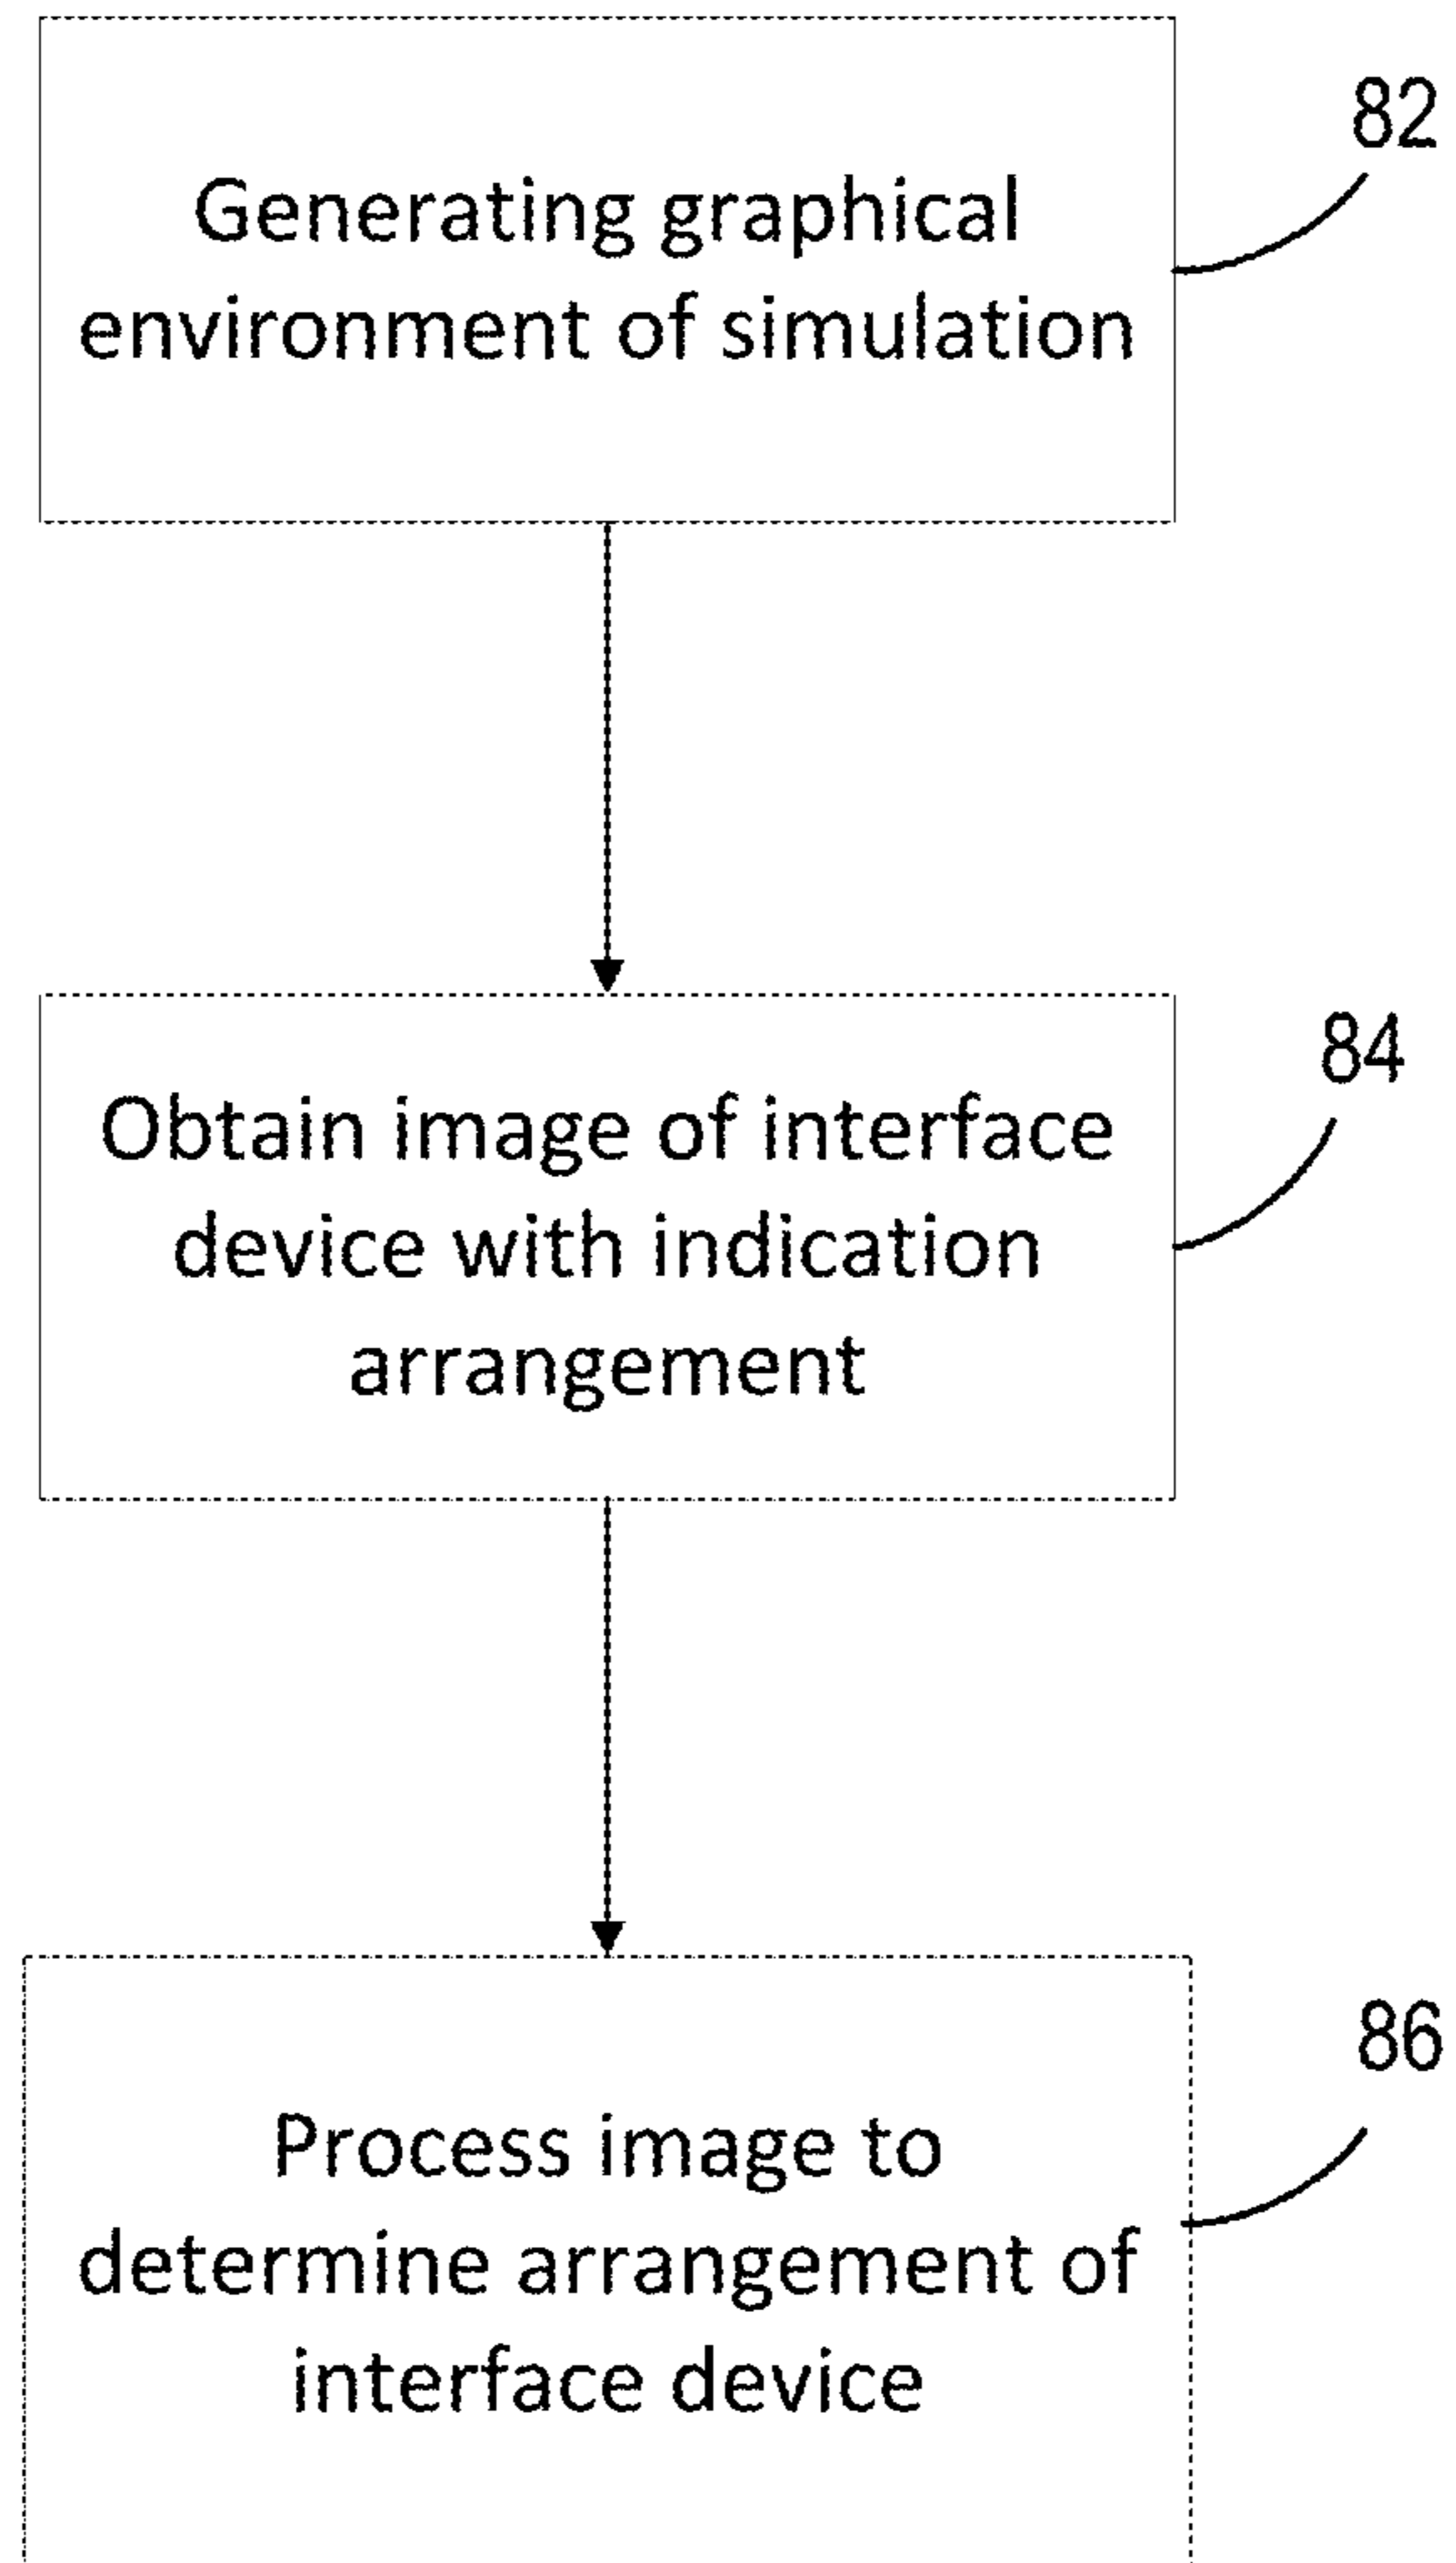 82
Generating graphical
environment of simulation
84
Obtain image of interface
device with indication
arrangement
86
Process image to
determine arrangement of
interface device